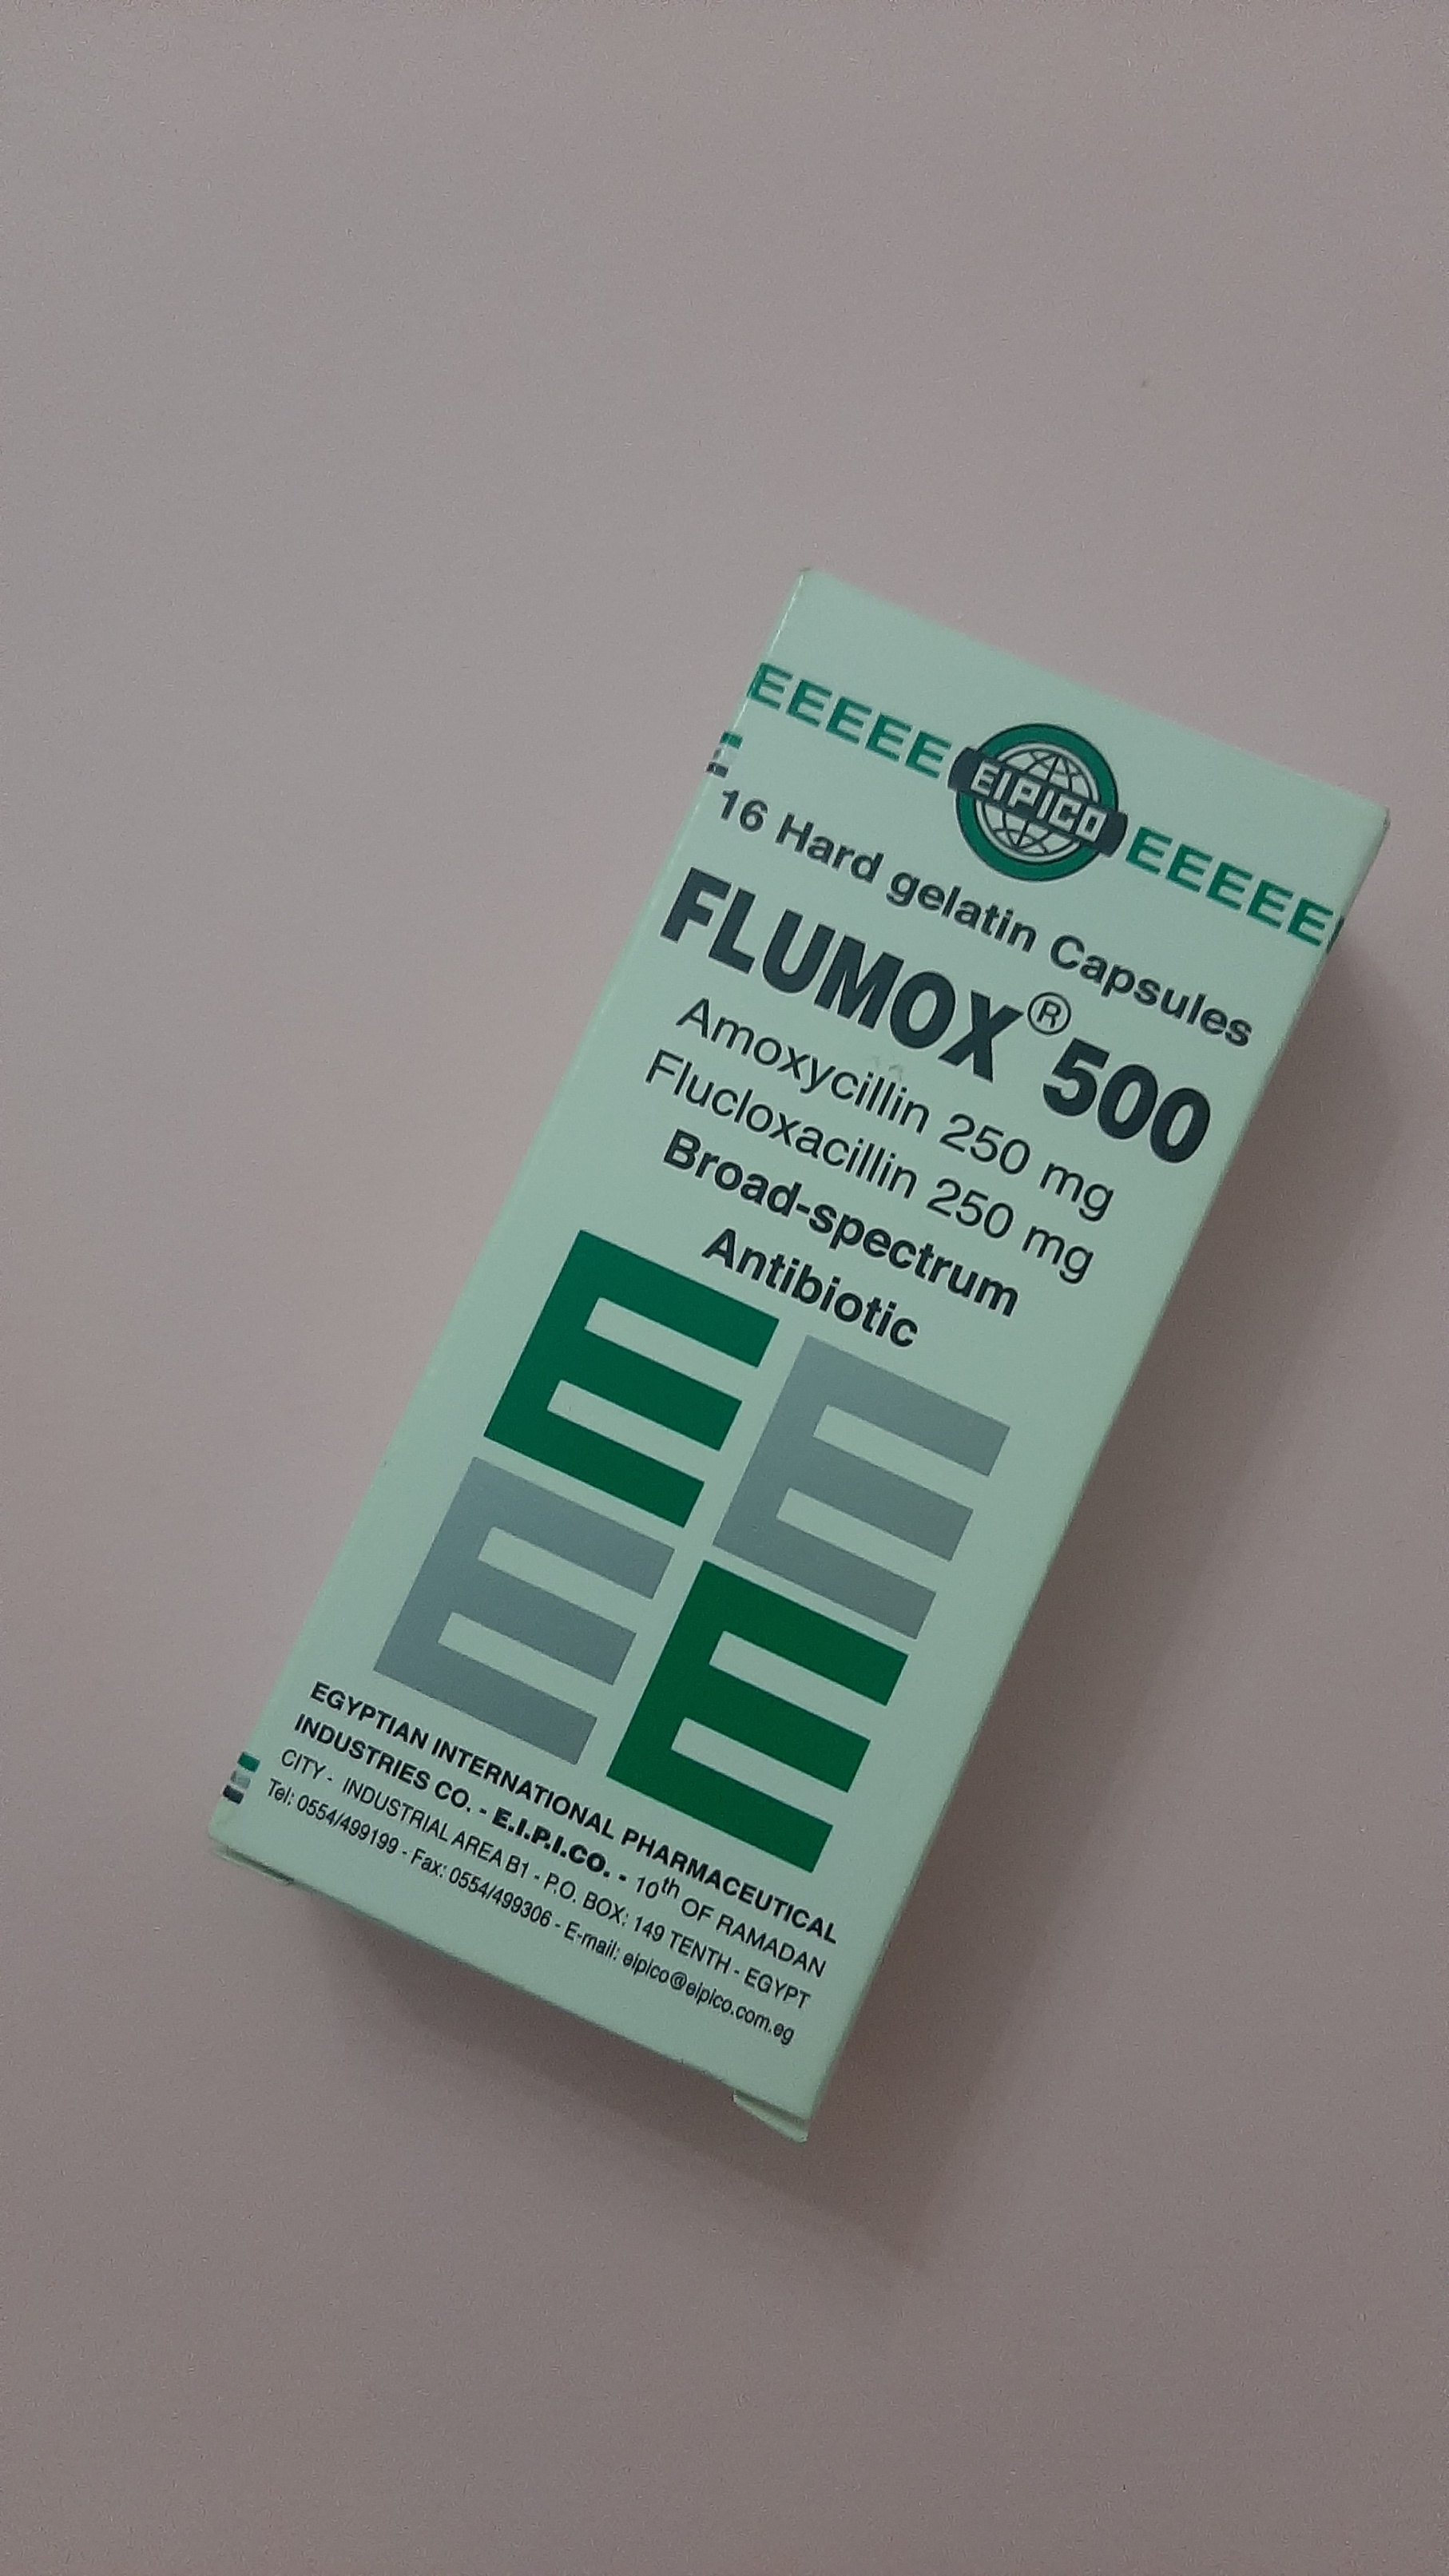 EEEEE EIPICO EEEEE
16 Hard gelatin Capsules
FLUMOX® 500
Amoxycillin 250 mg
Flucloxacillin 250 mg
Broad-spectrum
Antibiotic
E E
E E
EGYPTIAN INTERNATIONAL PHARMACEUTICAL
INDUSTRIES CO. - E.I.P.I.CO. - 10th OF RAMADAN
CITY - INDUSTRIAL AREA B1 - P.O. BOX: 149 TENTH - EGYPT
Tel: 0554/499199 - Fax: 0554/499306 - E-mail: eipico@eipico.com.eg